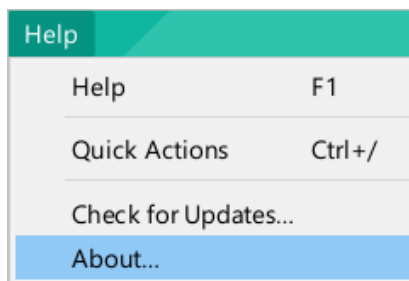 Help
Help F1
Quick Actions Ctrl+/
Check for Updates...
About...